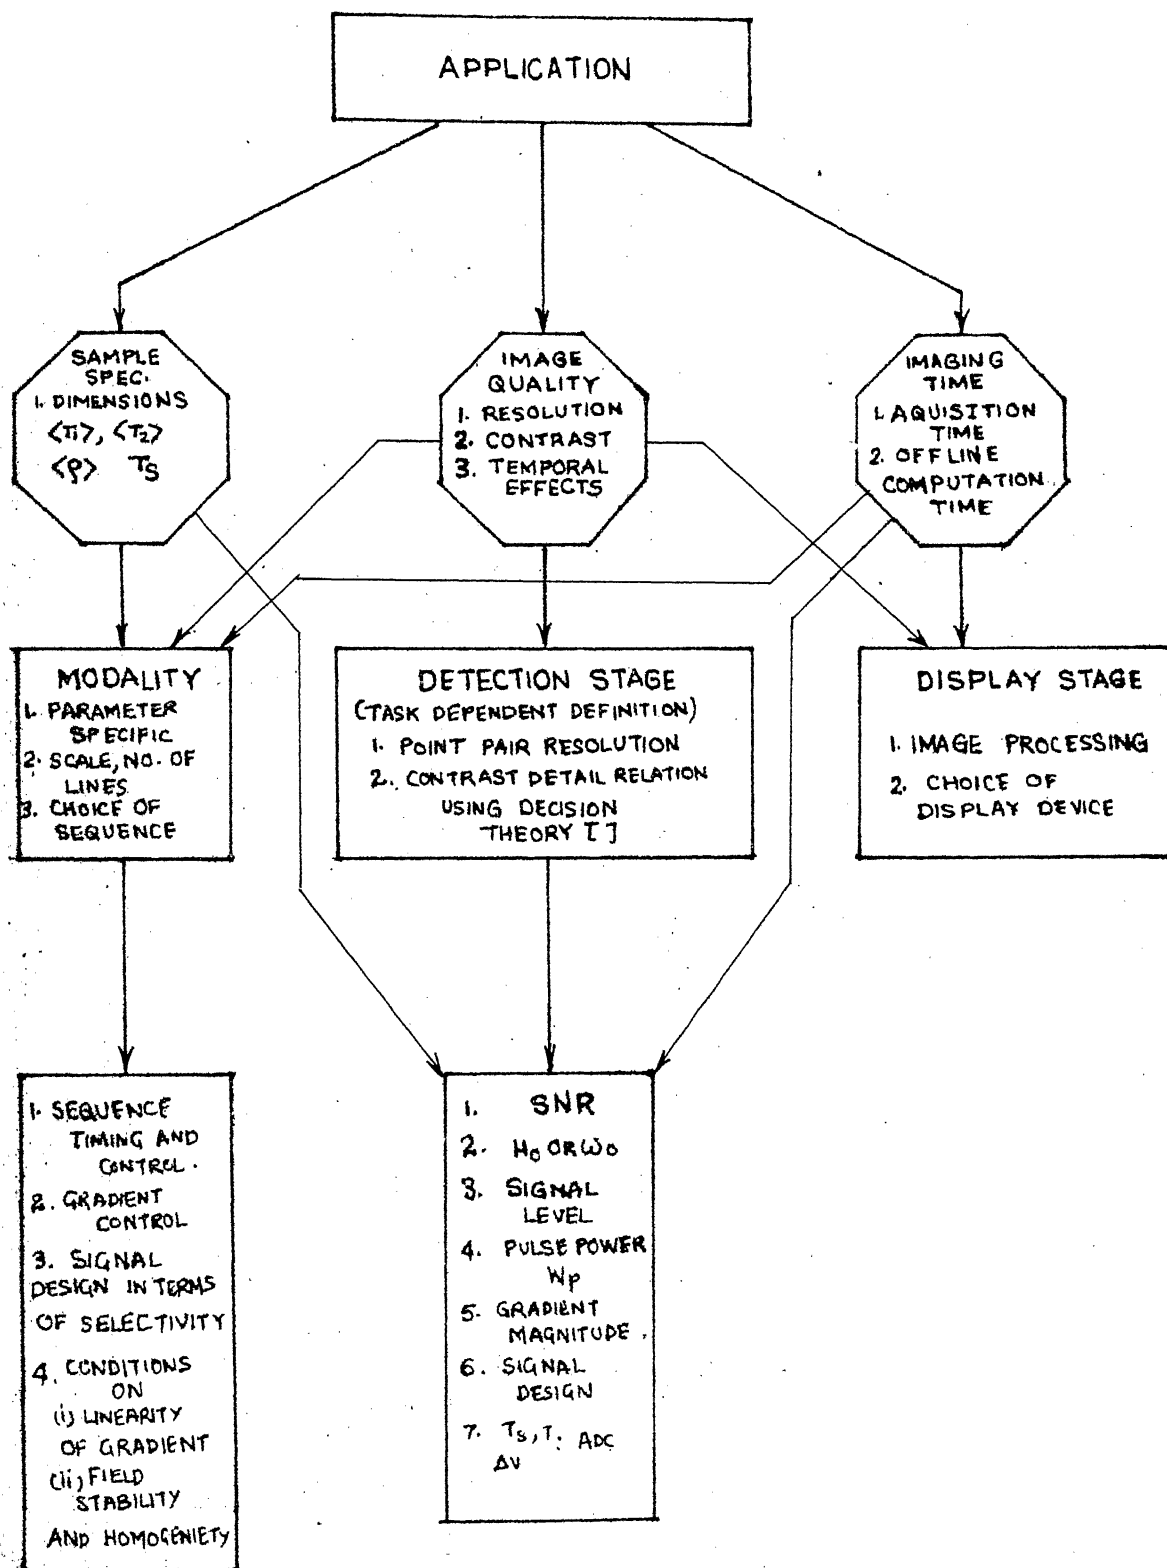 APPLICATION
SAMPLE
SPEC.
1. DIMENSIONS
<T1>, <T2>
<ρ> Ts
IMAGE
QUALITY
1. RESOLUTION
2. CONTRAST
3. TEMPORAL
EFFECTS
IMAGING
TIME
1. AQUISITION
TIME
2. OFFLINE
COMPUTATION
TIME
MODALITY
1. PARAMETER
SPECIFIC
2. SCALE, NO. OF
LINES
3. CHOICE OF
SEQUENCE
DETECTION STAGE
(TASK DEPENDENT DEFINITION)
1. POINT PAIR RESOLUTION
2. CONTRAST DETAIL RELATION
USING DECISION
THEORY [ ]
DISPLAY STAGE
1. IMAGE PROCESSING
2. CHOICE OF
DISPLAY DEVICE
1. SEQUENCE
TIMING AND
CONTROL.
2. GRADIENT
CONTROL
3. SIGNAL
DESIGN IN TERMS
OF SELECTIVITY
4. CONDITIONS
ON
(i) LINEARITY
OF GRADIENT
(ii) FIELD
STABILITY
AND HOMOGENIETY
1. SNR
2. H0 OR ω0
3. SIGNAL
LEVEL
4. PULSE POWER
Wp
5. GRADIENT
MAGNITUDE.
6. SIGNAL
DESIGN
7. Ts, T: ADC
Δν